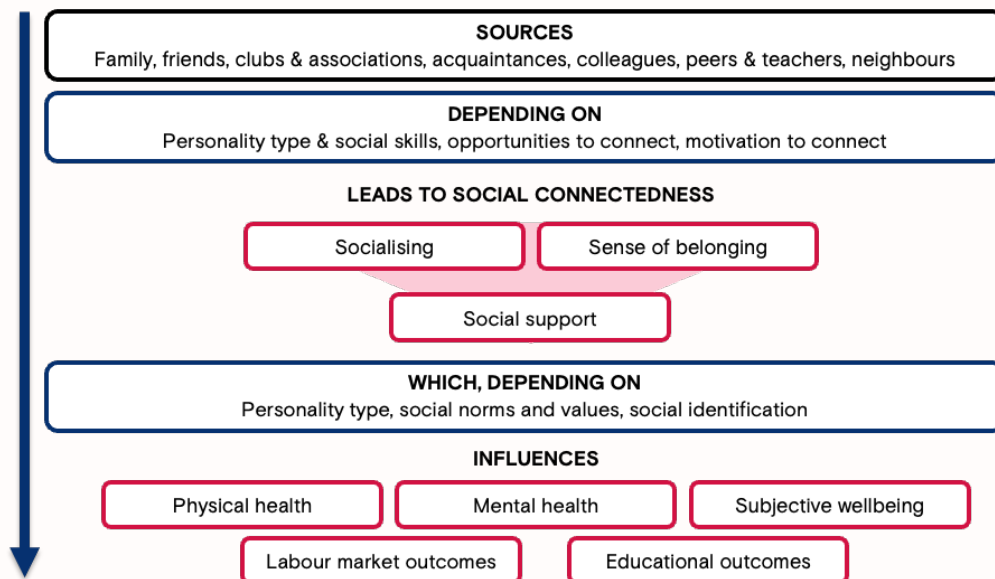 SOURCES
Family, friends, clubs & associations, acquaintances, colleagues, peers & teachers, neighbours
DEPENDING ON
Personality type & social skills, opportunities to connect, motivation to connect
LEADS TO SOCIAL CONNECTEDNESS
Socialising
Sense of belonging
Social support
WHICH, DEPENDING ON
Personality type, social norms and values, social identification
INFLUENCES
Physical health
Mental health
Subjective wellbeing
Labour market outcomes
Educational outcomes